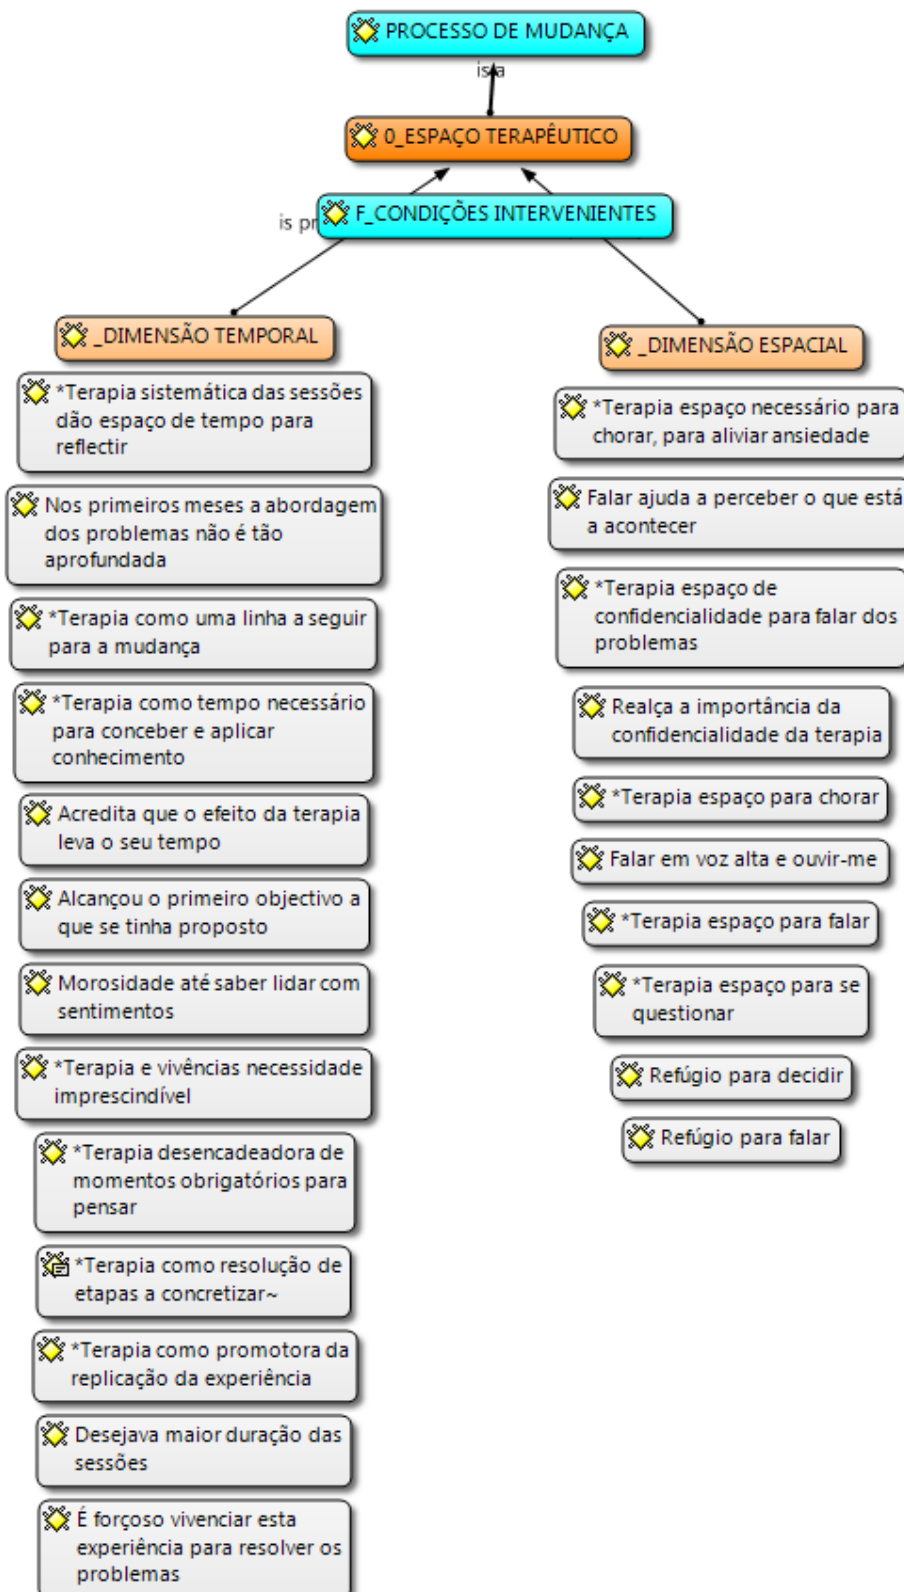 PROCESSO DE MUDANÇA
is a
0_ESPAÇO TERAPÊUTICO
is pr
F_CONDIÇÕES INTERVENIENTES
_DIMENSÃO TEMPORAL
*Terapia sistemática das sessões
dão espaço de tempo para
reflectir
Nos primeiros meses a abordagem
dos problemas não é tão
aprofundada
*Terapia como uma linha a seguir
para a mudança
*Terapia como tempo necessário
para conceber e aplicar
conhecimento
Acredita que o efeito da terapia
leva o seu tempo
Alcançou o primeiro objectivo a
que se tinha proposto
Morosidade até saber lidar com
sentimentos
*Terapia e vivências necessidade
imprescindível
*Terapia desencadeadora de
momentos obrigatórios para
pensar
*Terapia como resolução de
etapas a concretizar~
*Terapia como promotora da
replicação da experiência
Desejava maior duração das
sessões
É forçoso vivenciar esta
experiência para resolver os
problemas
_DIMENSÃO ESPACIAL
*Terapia espaço necessário para
chorar, para aliviar ansiedade
Falar ajuda a perceber o que está
a acontecer
*Terapia espaço de
confidencialidade para falar dos
problemas
Realça a importância da
confidencialidade da terapia
*Terapia espaço para chorar
Falar em voz alta e ouvir-me
*Terapia espaço para falar
*Terapia espaço para se
questionar
Refúgio para decidir
Refúgio para falar